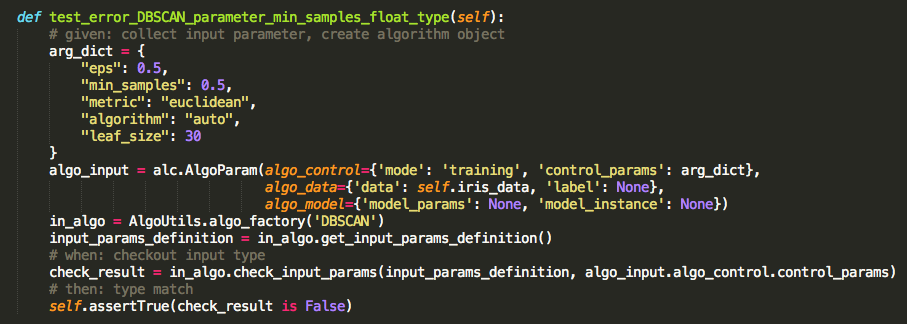 def test_error_DBSCAN_parameter_min_samples_float_type(self):
    # given: collect input parameter, create algorithm object
    arg_dict = {
        "eps": 0.5,
        "min_samples": 0.5,
        "metric": "euclidean",
        "algorithm": "auto",
        "leaf_size": 30
    }
    algo_input = alc.AlgoParam(algo_control={'mode': 'training', 'control_params': arg_dict},
                               algo_data={'data': self.iris_data, 'label': None},
                               algo_model={'model_params': None, 'model_instance': None})
    in_algo = AlgoUtils.algo_factory('DBSCAN')
    input_params_definition = in_algo.get_input_params_definition()
    # when: checkout input type
    check_result = in_algo.check_input_params(input_params_definition, algo_input.algo_control.control_params)
    # then: type match
    self.assertTrue(check_result is False)